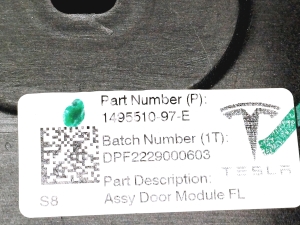 Part Number (P):
1495510-97-E
Batch Number (1T):
DPF2229000603
TESLA
Part Description:
S8
Assy Door Module FL